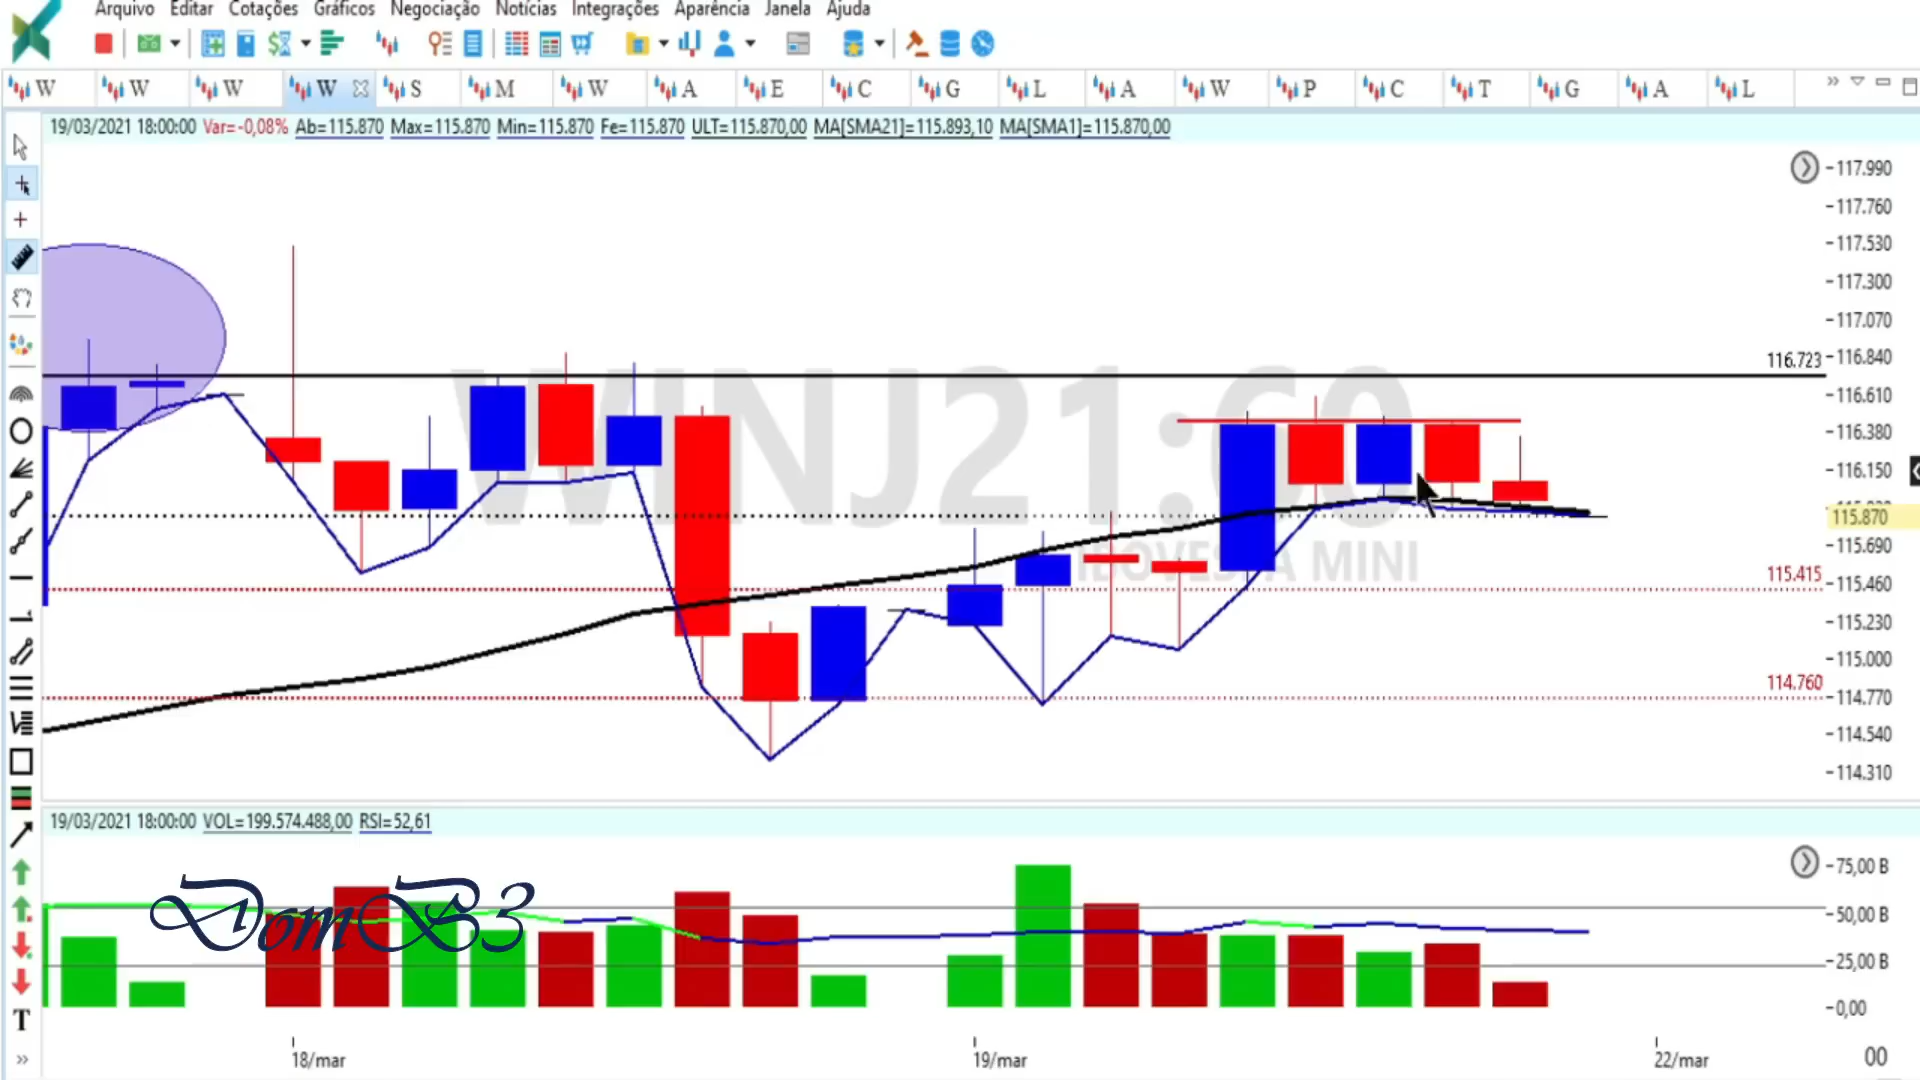 Arquivo Editar Cotações Gráficos Negociação Notícias Integrações Aparência Janela Ajuda
W W W W S M W A E C G L A W P C T G A L
19/03/2021 18:00:00 Var=-0,08% Ab=115.870 Max=115.870 Min=115.870 Fe=115.870 ULT=115.870,00 MA[SMA21]=115.893,10 MA[SMA1]=115.870,00
117.990
117.760
117.530
117.300
117.070
116.723
116.840
116.610
116.380
116.150
115.870
115.690
115.415
115.460
115.230
115.000
114.760
114.770
114.540
114.310
WINJ21:60
IBOVESPA MINI
19/03/2021 18:00:00 VOL=199.574.488,00 RSI=52,61
75,00 B
50,00 B
25,00 B
0,00
DomB3
T
18/mar 19/mar 22/mar 00